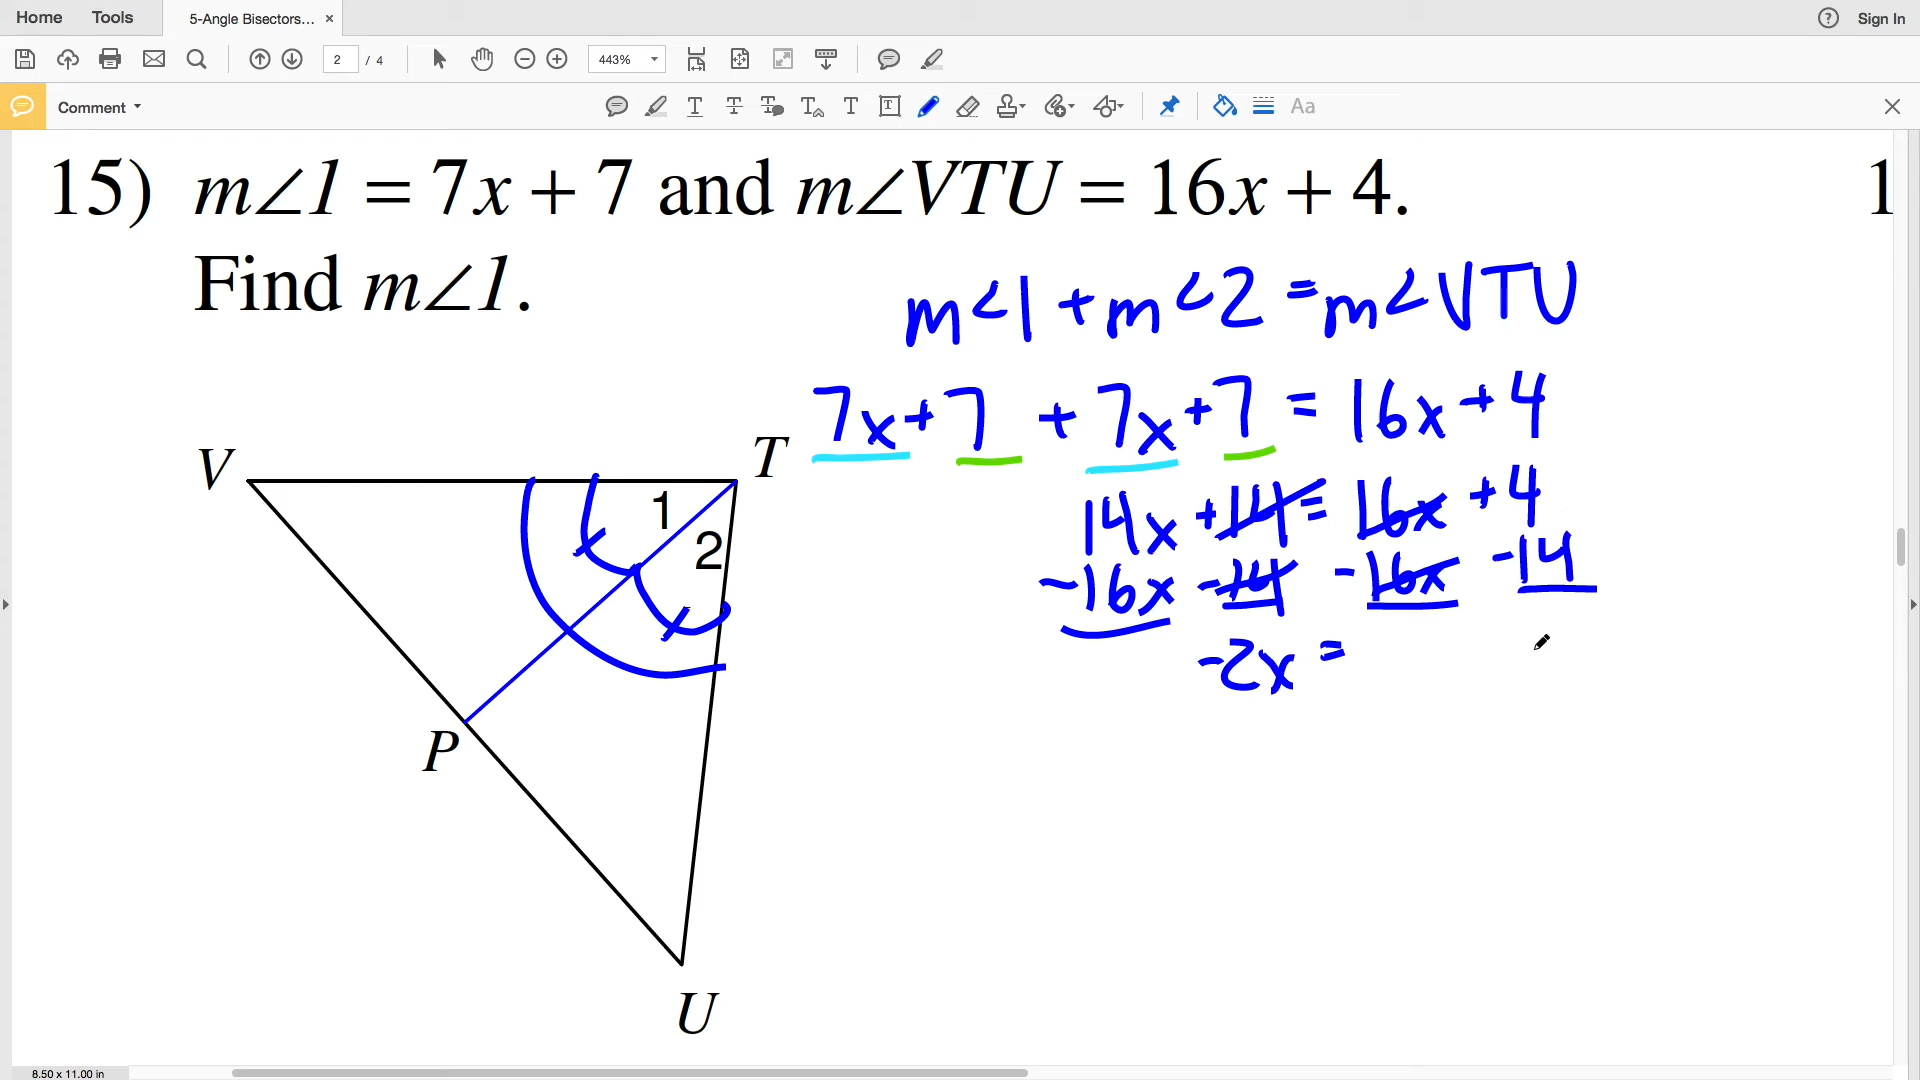 Home Tools 5-Angle Bisectors... × ? Sign In
2 / 4 443%
Comment T T T T T T Aa
15) m∠1 = 7x + 7 and m∠VTU = 16x + 4.
1
Find m∠1.
m<1 + m<2 = m<VTU
7x+7 + 7x+7 = 16x+4
14x +14 = 16x +4
-16x -14 -16x -14
-2x =
V
T
1
2
P
U
8.50 x 11.00 in